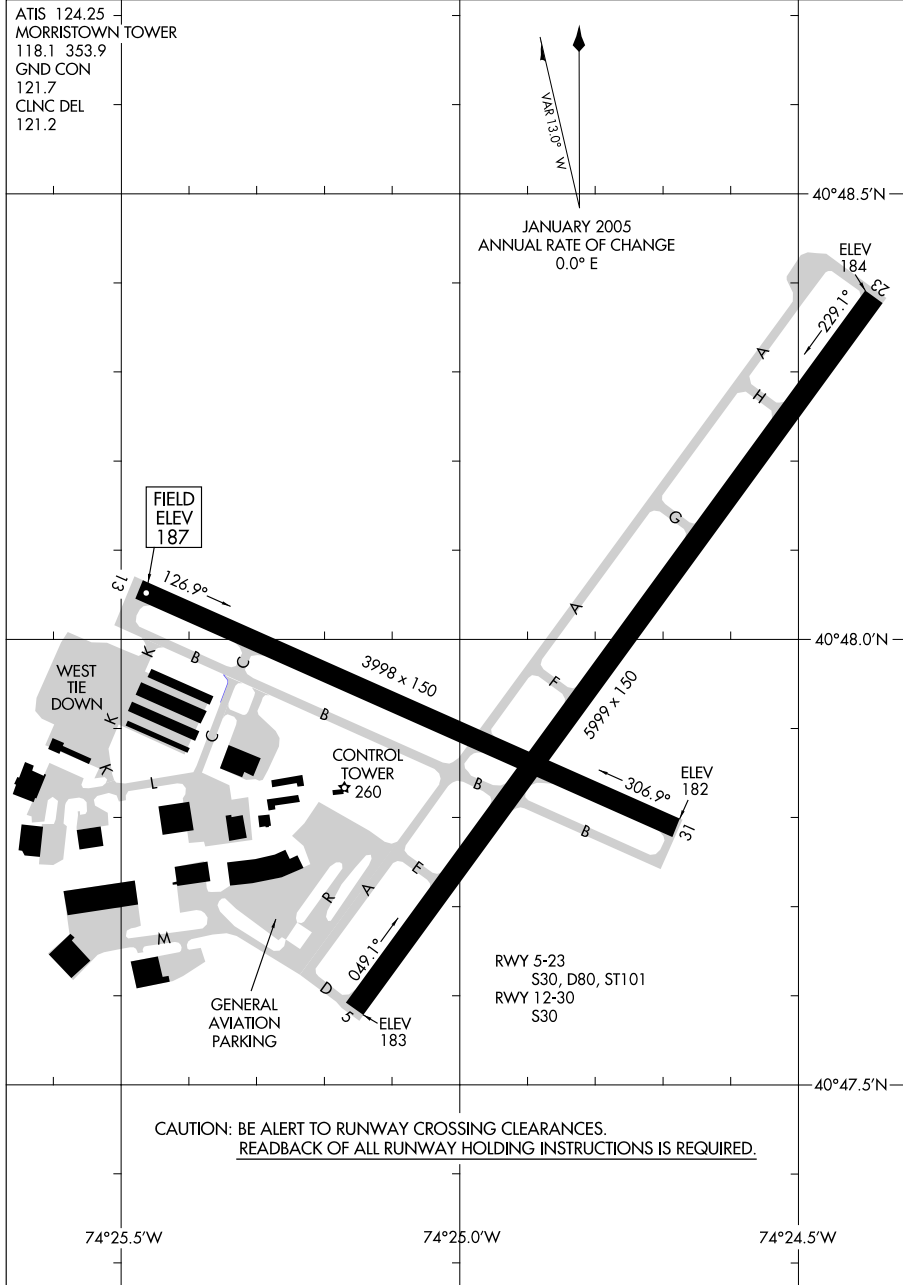 ATIS 124.25
MORRISTOWN TOWER
118.1 353.9
GND CON
121.7
CLNC DEL
121.2
VAR 13.0° W
40°48.5'N
JANUARY 2005
ANNUAL RATE OF CHANGE
0.0° E
ELEV
184
23
229.1°
A
H
G
FIELD
ELEV
187
13
126.9°
A
40°48.0'N
K
B
C
3998 x 150
WEST
TIE
DOWN
F
5999 x 150
K
B
C
CONTROL
TOWER
260
K
L
B
306.9°
ELEV
182
B
31
E
A
R
M
049.1°
RWY 5-23
S30, D80, ST101
RWY 12-30
S30
D
5
GENERAL
AVIATION
PARKING
ELEV
183
40°47.5'N
CAUTION: BE ALERT TO RUNWAY CROSSING CLEARANCES.
READBACK OF ALL RUNWAY HOLDING INSTRUCTIONS IS REQUIRED.
74°25.5'W
74°25.0'W
74°24.5'W